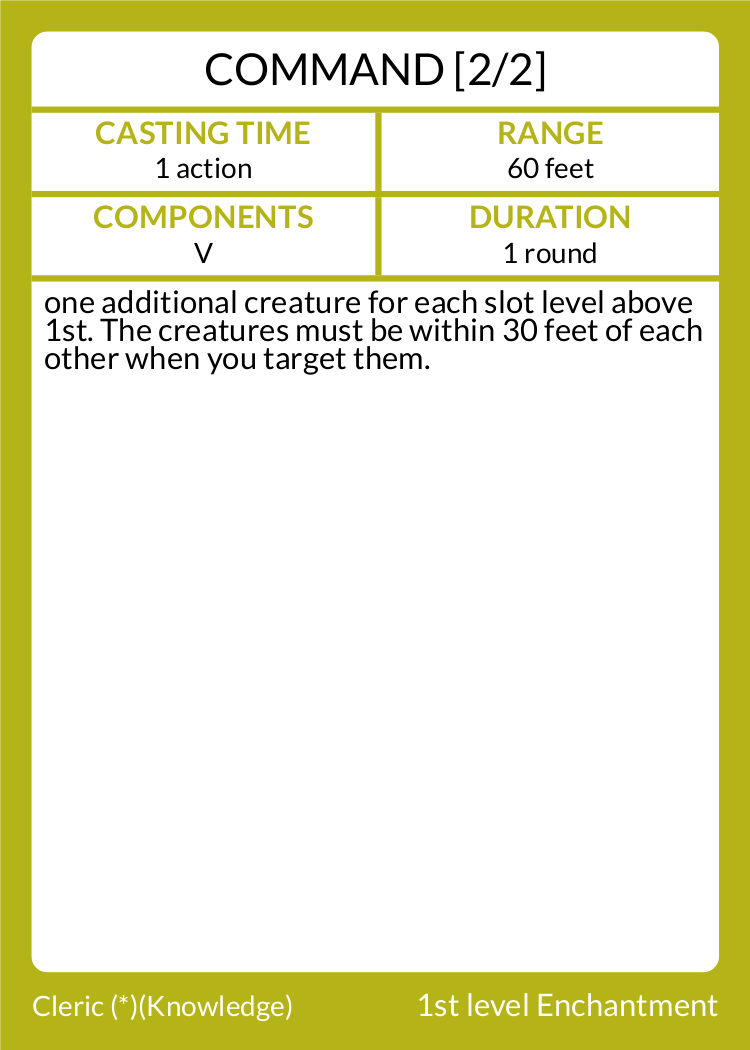 COMMAND [2/2]
CASTING TIME
1 action
RANGE
60 feet
COMPONENTS
V
DURATION
1 round
one additional creature for each slot level above
1st. The creatures must be within 30 feet of each
other when you target them.
Cleric (*)(Knowledge)
1st level Enchantment